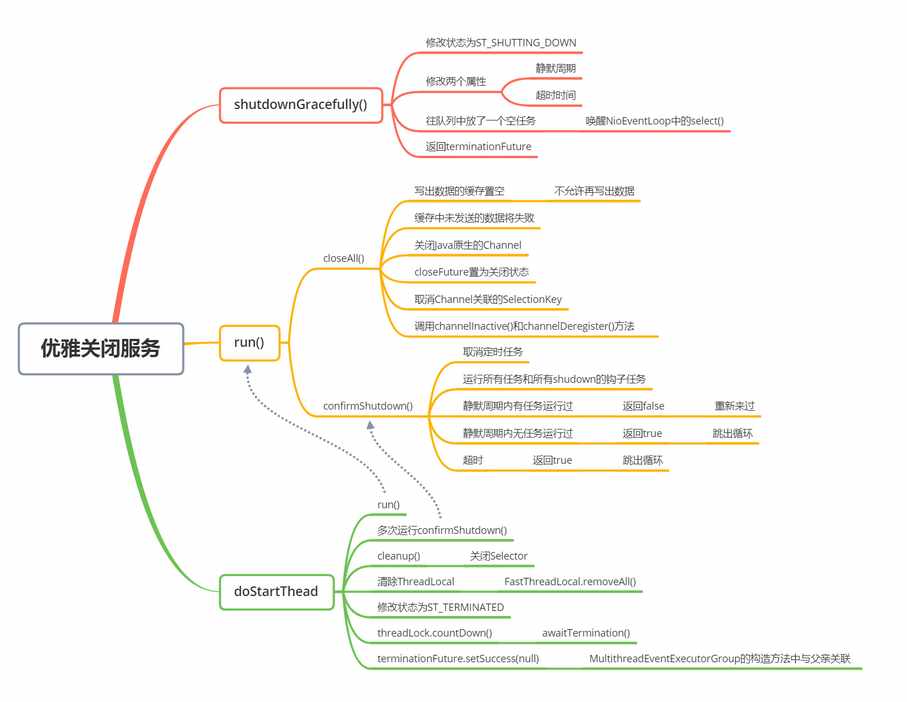 优雅关闭服务
shutdownGracefully()
修改状态为ST_SHUTTING_DOWN
修改两个属性
静默周期
超时时间
往队列中放了一个空任务 唤醒NioEventLoop中的select()
返回terminationFuture
run()
closeAll()
写出数据的缓存置空 不允许再写出数据
缓存中未发送的数据将失败
关闭Java原生的Channel
closeFuture置为关闭状态
取消Channel关联的SelectionKey
调用channelInactive()和channelDeregister()方法
confirmShutdown()
取消定时任务
运行所有任务和所有shudown的钩子任务
静默周期内有任务运行过 返回false 重新来过
静默周期内无任务运行过 返回true 跳出循环
超时 返回true 跳出循环
doStartThead
run()
多次运行confirmShutdown()
cleanup() 关闭Selector
清除ThreadLocal FastThreadLocal.removeAll()
修改状态为ST_TERMINATED
threadLock.countDown() awaitTermination()
terminationFuture.setSuccess(null) MultithreadEventExecutorGroup的构造方法中与父亲关联